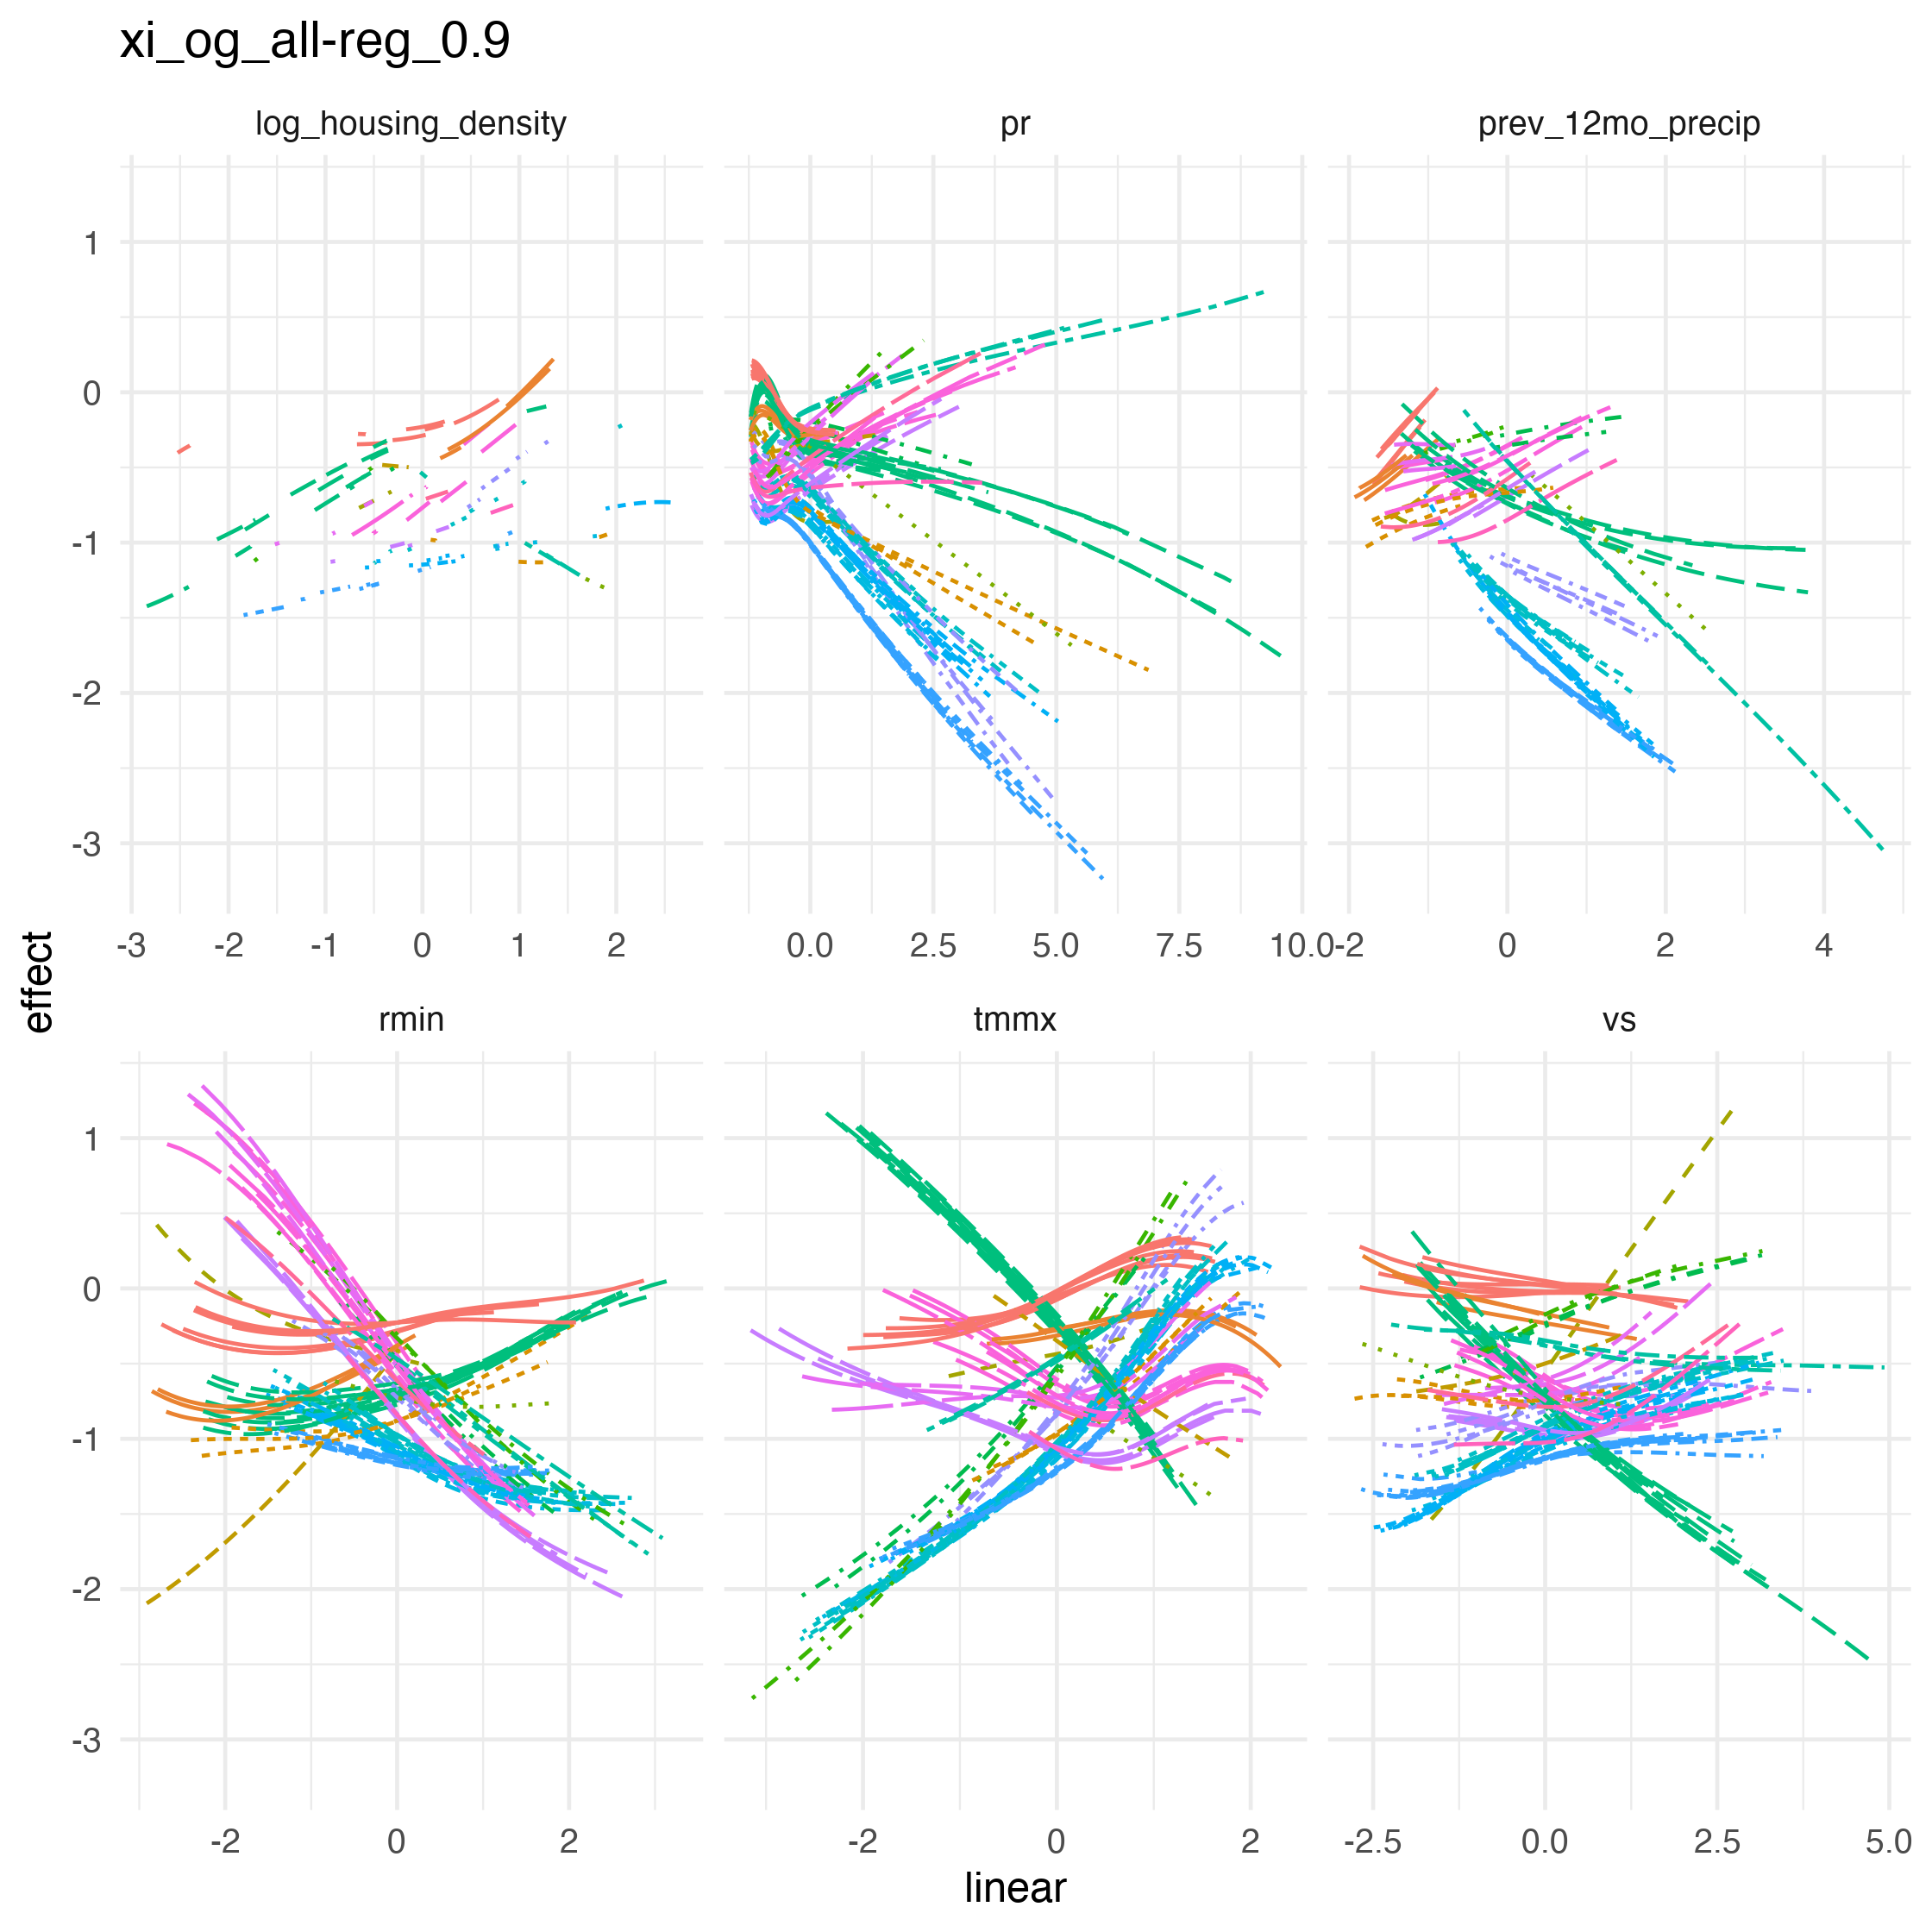 xi_og_all-reg_0.9
log_housing_density pr prev_12mo_precip
1
0
-1
-2
-3
-3 -2 -1 0 1 2 0.0 2.5 5.0 7.5 10.0 -2 0 2 4
effect
rmin tmmx vs
1
0
-1
-2
-3
-2 0 2 -2 0 2 -2.5 0.0 2.5 5.0
linear